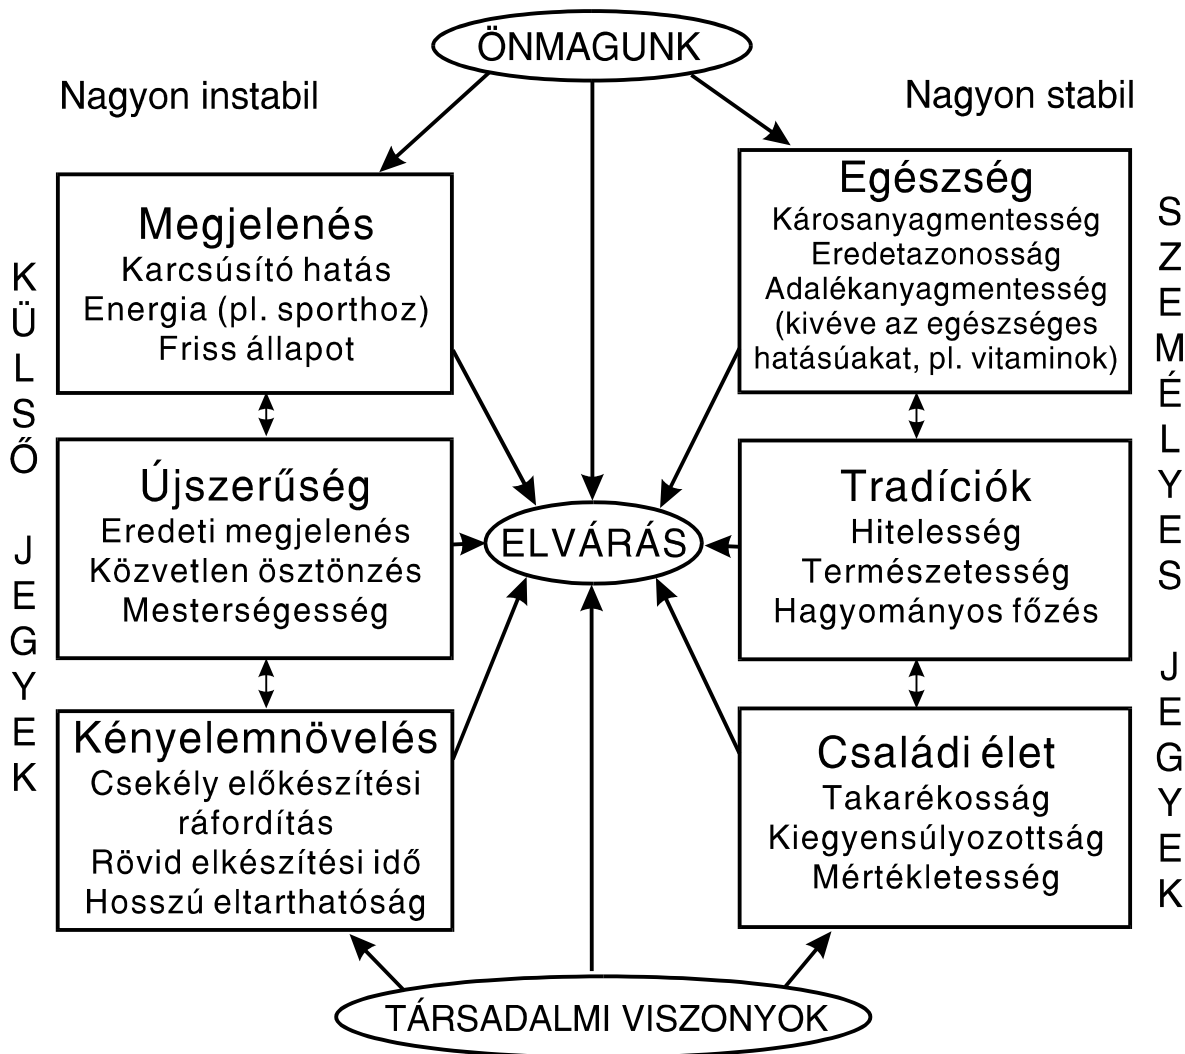 ÖNMAGUNK
Nagyon instabil
Nagyon stabil
KÜLSŐ JEGYEK
Megjelenés
Karcsúsító hatás
Energia (pl. sporthoz)
Friss állapot
Egészség
Károsanyagmentesség
Eredetazonosság
Adalékanyagmentesség
(kivéve az egészséges
hatásúakat, pl. vitaminok)
SZEMÉLYES JEGYEK
Újszerűség
Eredeti megjelenés
Közvetlen ösztönzés
Mesterségesség
ELVÁRÁS
Tradíciók
Hitelesség
Természetesség
Hagyományos főzés
Kényelemnövelés
Csekély előkészítési
ráfordítás
Rövid elkészítési idő
Hosszú eltarthatóság
Családi élet
Takarékosság
Kiegyensúlyozottság
Mértékletesség
TÁRSADALMI VISZONYOK